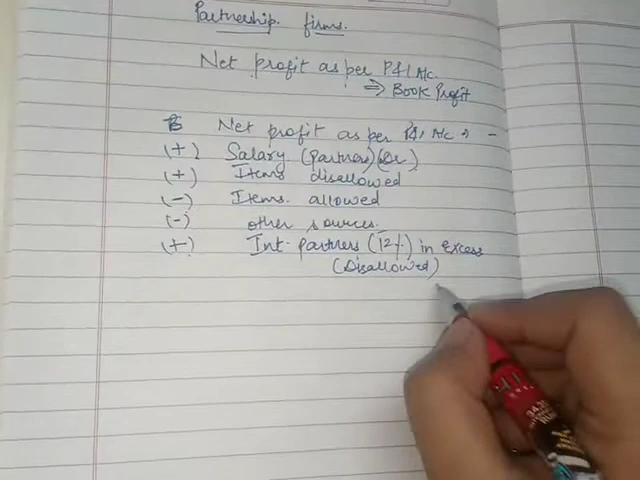 Partnership firms.
Net profit as per P&L A/c.
⇒ Book Profit
Net profit as per P&L A/c → -
(+) Salary (partners) (Dr)
(+) Items disallowed
(-) Items allowed
(-) other sources.
(+) Int. partners (12%) in excess
(Disallowed)